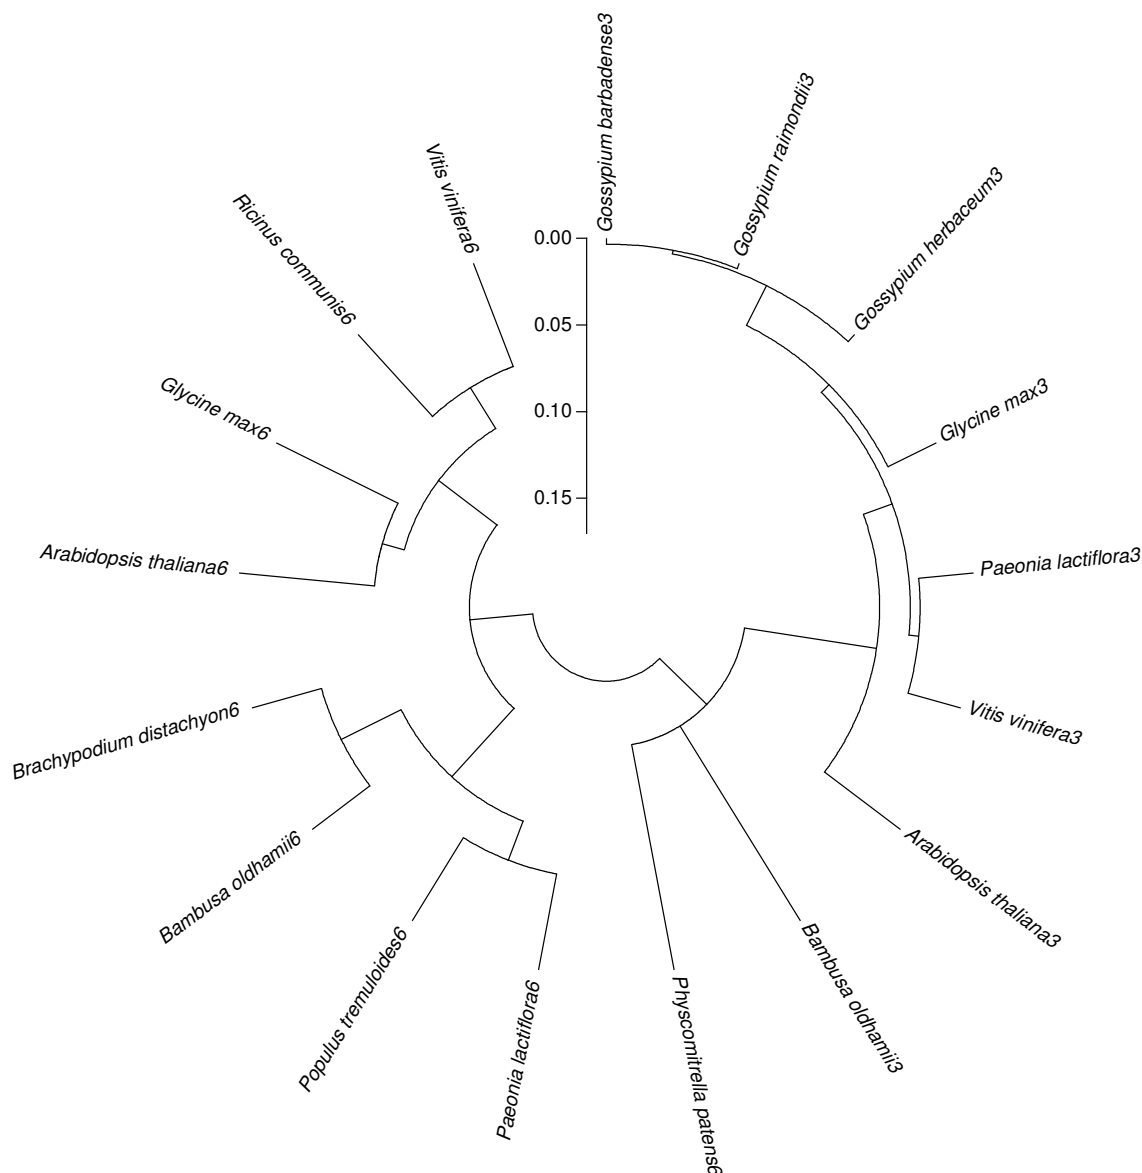 Gossypium barbadense3
Gossypium raimondii3
Gossypium herbaceum3
Glycine max3
Paeonia lactiflora3
Vitis vinifera3
Arabidopsis thaliana3
Bambusa oldhamii3
Physcomitrella patens6
Paeonia lactiflora6
Populus tremuloides6
Bambusa oldhamii6
Brachypodium distachyon6
Arabidopsis thaliana6
Glycine max6
Ricinus communis6
Vitis vinifera6
0.00
0.05
0.10
0.15